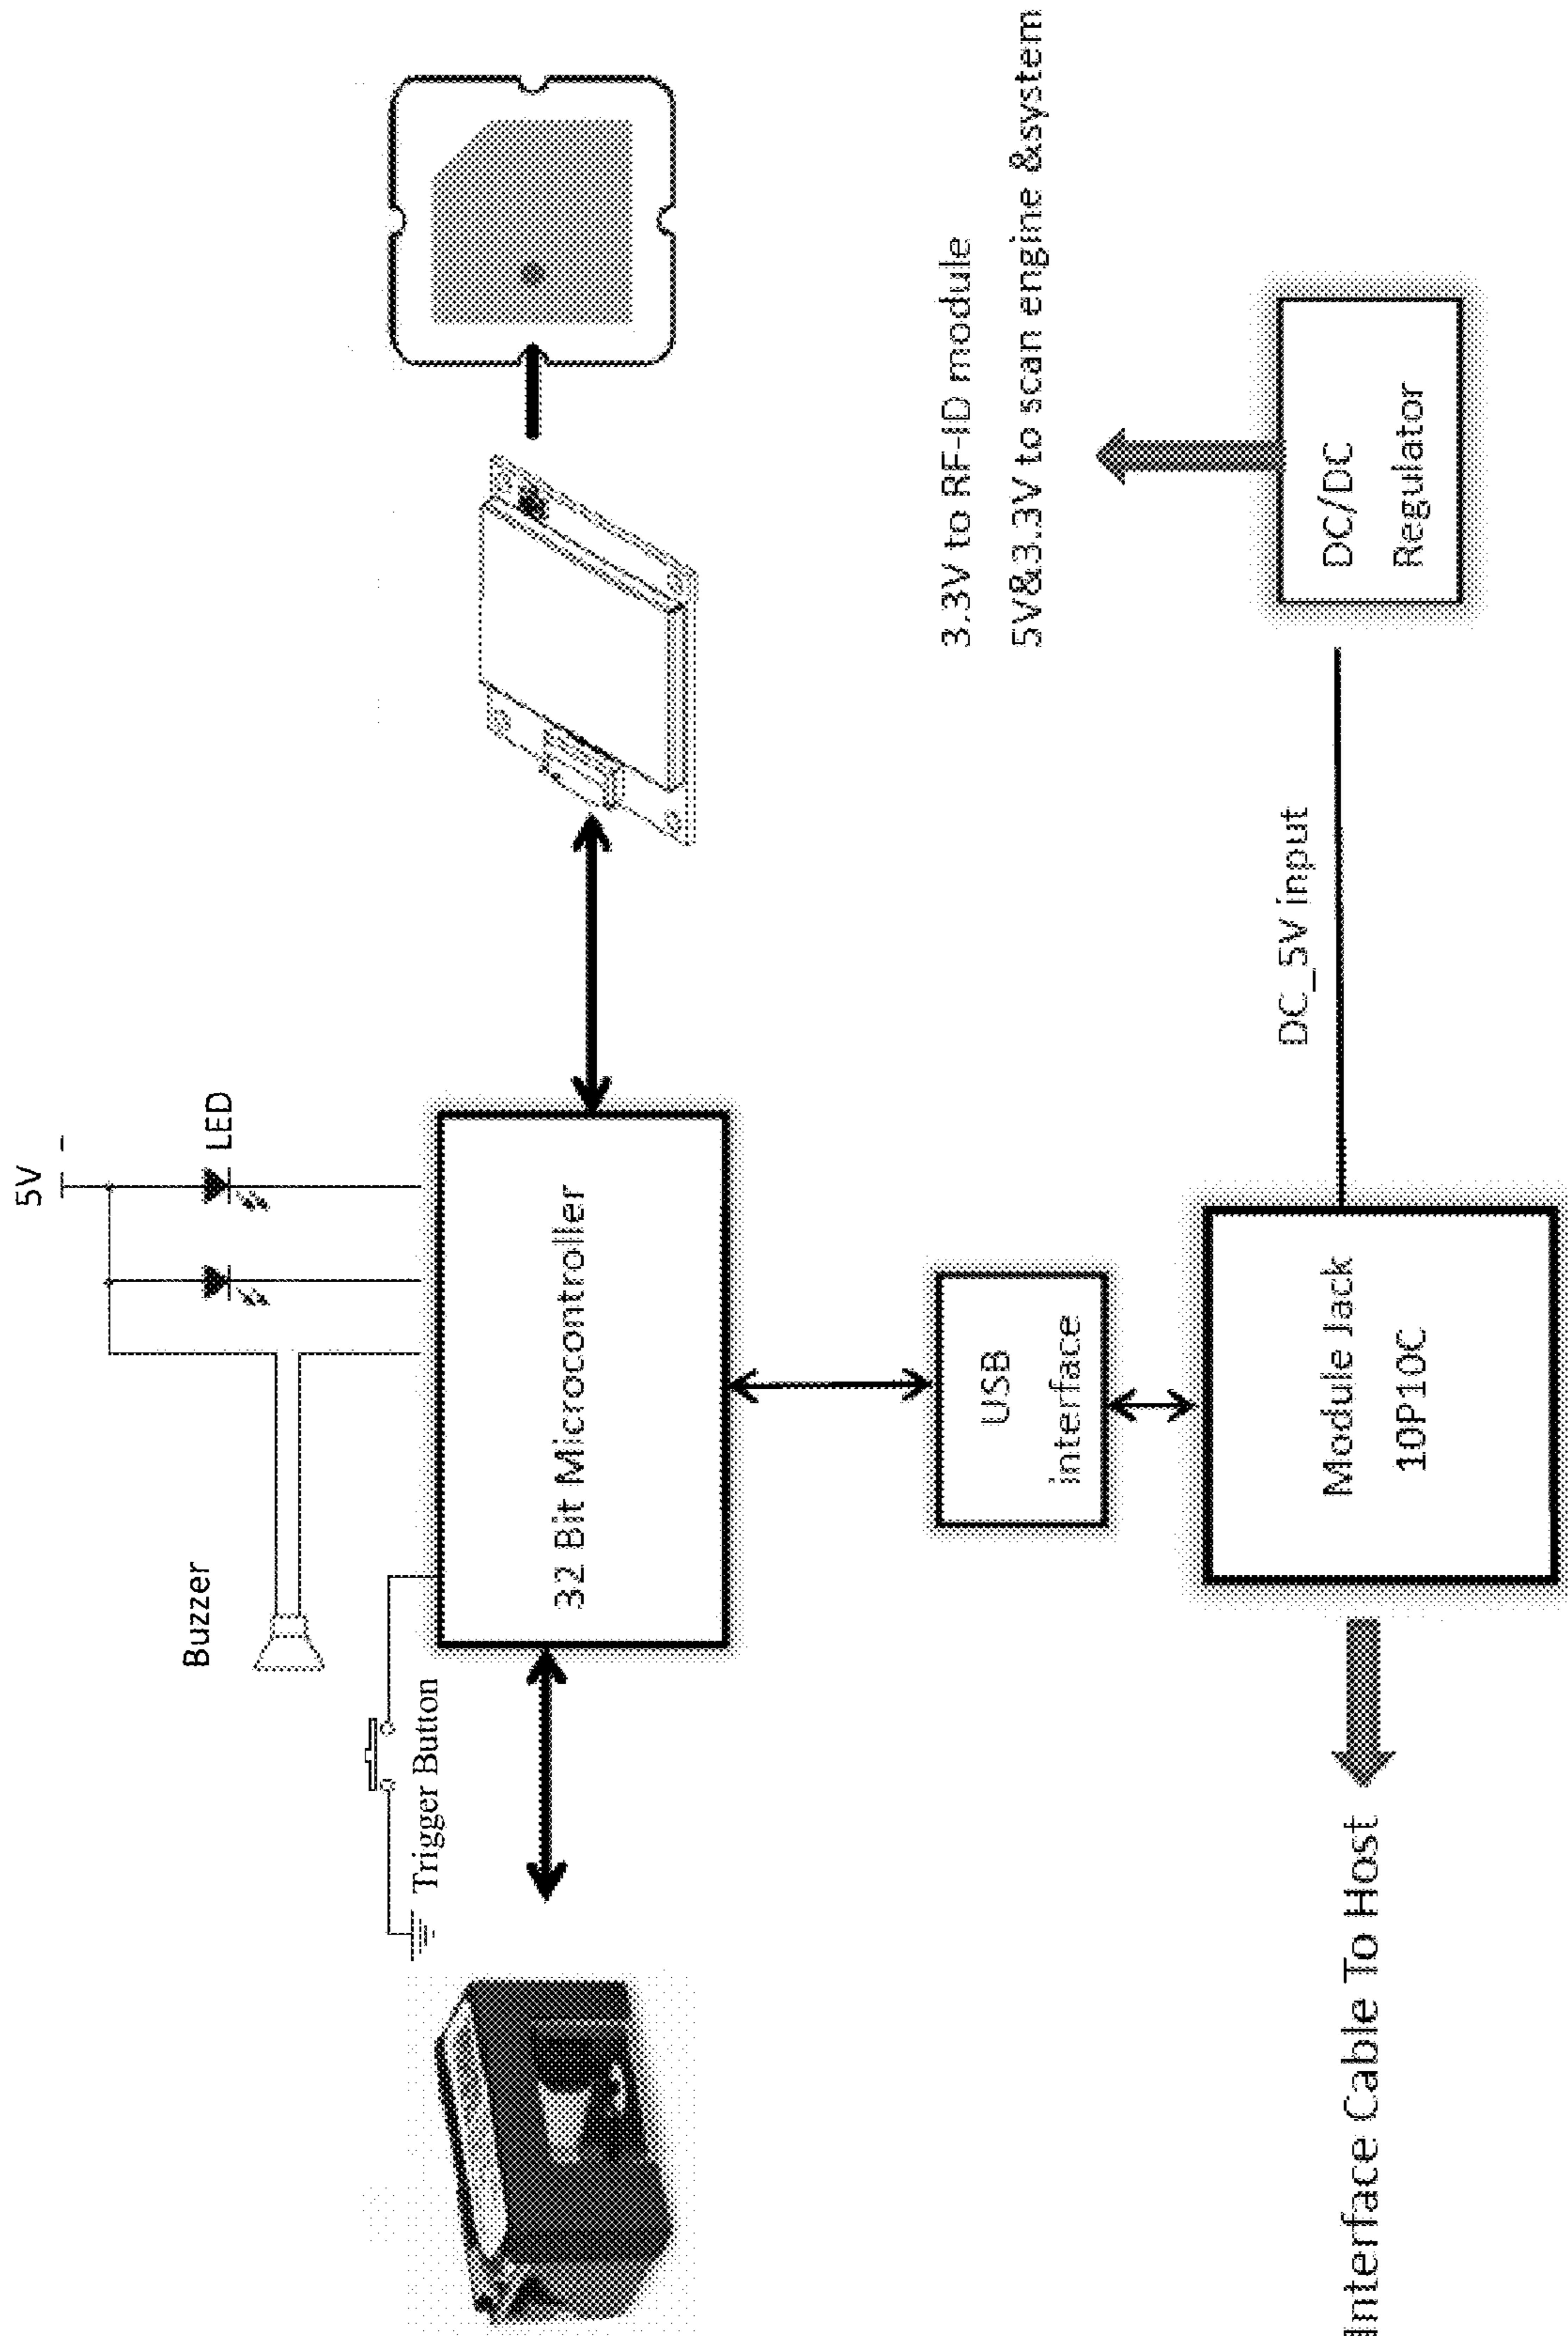 5V
LED
Buzzer
Trigger Button
32 Bit Microcontroller
3.3V to RF-ID module
5V&3.3V to scan engine &system
USB
interface
DC_5V input
DC/DC
Regulator
Module Jack
10P10C
Interface Cable To Host